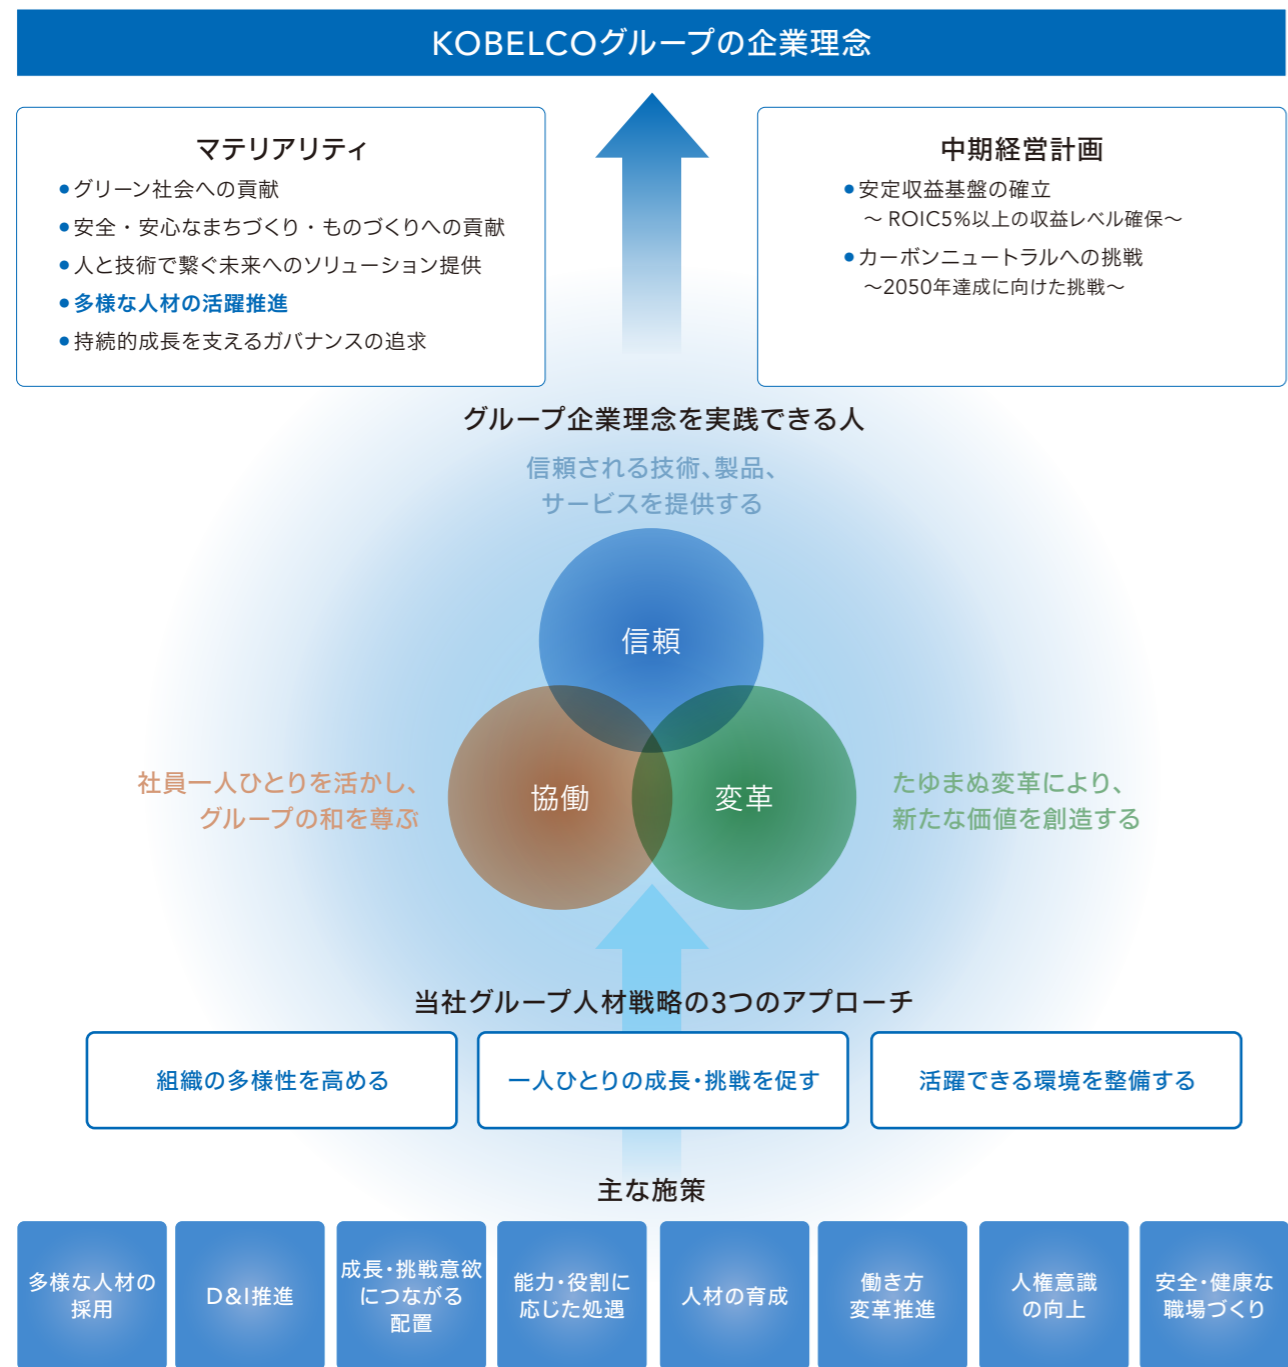 KOBELCOグループの企業理念
マテリアリティ
●グリーン社会への貢献
●安全・安心なまちづくり・ものづくりへの貢献
●人と技術で繋ぐ未来へのソリューション提供
●多様な人材の活躍推進
●持続的成長を支えるガバナンスの追求
中期経営計画
●安定収益基盤の確立
～ ROIC5%以上の収益レベル確保～
●カーボンニュートラルへの挑戦
～2050年達成に向けた挑戦～
グループ企業理念を実践できる人
信頼される技術、製品、
サービスを提供する
信頼
社員一人ひとりを活かし、
グループの和を尊ぶ
協働
変革
たゆまぬ変革により、
新たな価値を創造する
当社グループ人材戦略の3つのアプローチ
組織の多様性を高める
一人ひとりの成長・挑戦を促す
活躍できる環境を整備する
主な施策
多様な人材の
採用
D&I推進
成長・挑戦意欲
につながる
配置
能力・役割に
応じた処遇
人材の育成
働き方
変革推進
人権意識
の向上
安全・健康な
職場づくり